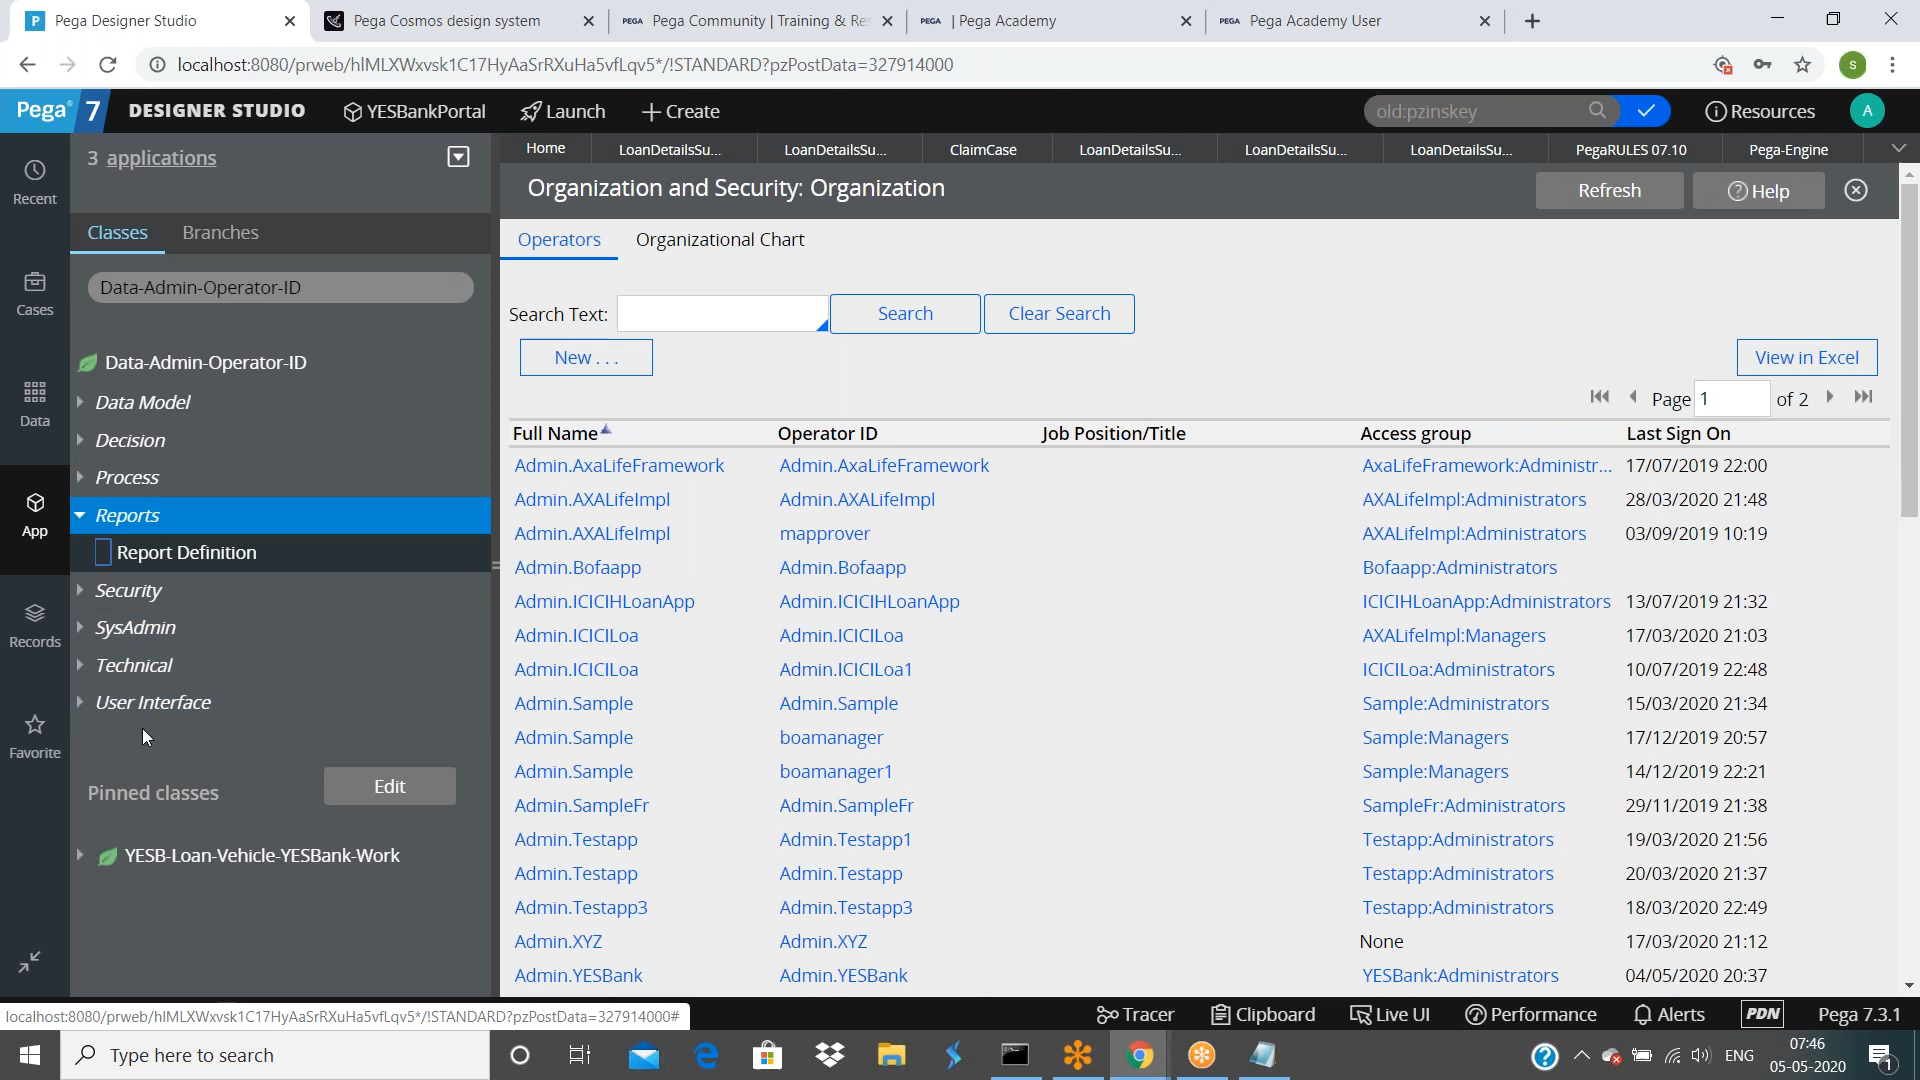 Pega Designer Studio
Pega Cosmos design system
PEGA Pega Community | Training & Res
PEGA | Pega Academy
PEGA Pega Academy User
localhost:8080/prweb/hIMLXWxvsk1C17HyAaSrRXuHa5vfLqv5*/!STANDARD?pzPostData=327914000
s
Pega 7 DESIGNER STUDIO YESBankPortal Launch Create
old:pzinskey
Resources
A
3 applications
Home LoanDetailsSu... LoanDetailsSu... ClaimCase LoanDetailsSu... LoanDetailsSu... LoanDetailsSu... PegaRULES 07.10 Pega-Engine
Recent
Cases
Data
App
Records
Favorite
Classes Branches
Data-Admin-Operator-ID
Data-Admin-Operator-ID
Data Model
Decision
Process
Reports
Report Definition
Security
SysAdmin
Technical
User Interface
Pinned classes Edit
YESB-Loan-Vehicle-YESBank-Work
Organization and Security: Organization
Refresh Help
Operators Organizational Chart
Search Text: Search Clear Search
New . . . View in Excel
Page 1 of 2
Full Name Operator ID Job Position/Title Access group Last Sign On
Admin.AxaLifeFramework Admin.AxaLifeFramework AxaLifeFramework:Administr... 17/07/2019 22:00
Admin.AXALifeImpl Admin.AXALifeImpl AXALifeImpl:Administrators 28/03/2020 21:48
Admin.AXALifeImpl mapprover AXALifeImpl:Administrators 03/09/2019 10:19
Admin.Bofaapp Admin.Bofaapp Bofaapp:Administrators
Admin.ICICIHLoanApp Admin.ICICIHLoanApp ICICIHLoanApp:Administrators 13/07/2019 21:32
Admin.ICICILoa Admin.ICICILoa AXALifeImpl:Managers 17/03/2020 21:03
Admin.ICICILoa Admin.ICICILoa1 ICICILoa:Administrators 10/07/2019 22:48
Admin.Sample Admin.Sample Sample:Administrators 15/03/2020 21:34
Admin.Sample boamanager Sample:Managers 17/12/2019 20:57
Admin.Sample boamanager1 Sample:Managers 14/12/2019 22:21
Admin.SampleFr Admin.SampleFr SampleFr:Administrators 29/11/2019 21:38
Admin.Testapp Admin.Testapp1 Testapp:Administrators 19/03/2020 21:56
Admin.Testapp Admin.Testapp Testapp:Administrators 20/03/2020 21:37
Admin.Testapp3 Admin.Testapp3 Testapp:Administrators 18/03/2020 22:49
Admin.XYZ Admin.XYZ None 17/03/2020 21:12
Admin.YESBank Admin.YESBank YESBank:Administrators 04/05/2020 20:37
localhost:8080/prweb/hIMLXWxvsk1C17HyAaSrRXuHa5vfLqv5*/!STANDARD?pzPostData=327914000#
Tracer Clipboard Live UI Performance Alerts PDN Pega 7.3.1
Type here to search
ENG
07:46
05-05-2020
1